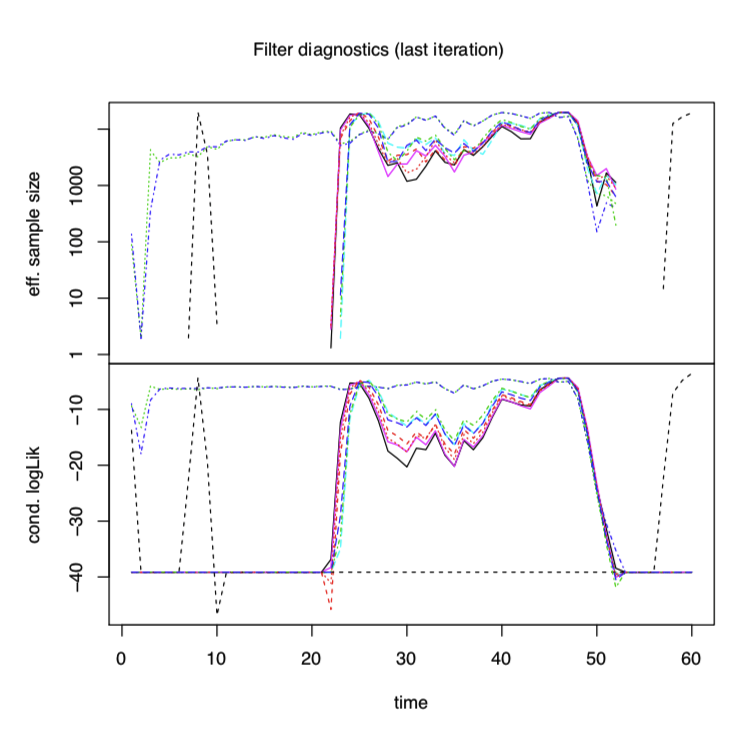 Filter diagnostics (last iteration)
eff. sample size
1000
100
10
1
cond. logLik
−10
−20
−30
−40
0 10 20 30 40 50 60
time